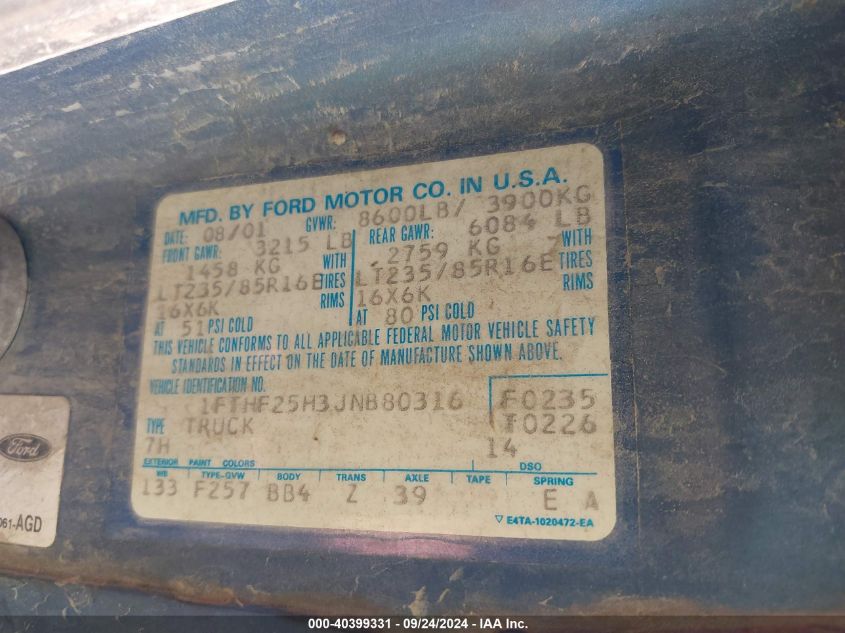 MFD. BY FORD MOTOR CO. IN U.S.A.
DATE: 08/01 GVWR: 8600LB/ 3900KG
FRONT GAWR: 3215 LB REAR GAWR: 6084 LB
1458 KG WITH 2759 KG WITH
LT235/85R16E TIRES LT235/85R16E TIRES
16X6K RIMS 16X6K RIMS
AT 51 PSI COLD AT 80 PSI COLD
THIS VEHICLE CONFORMS TO ALL APPLICABLE FEDERAL MOTOR VEHICLE SAFETY
STANDARDS IN EFFECT ON THE DATE OF MANUFACTURE SHOWN ABOVE.
VEHICLE IDENTIFICATION NO.
1FTHF25H3JNB80316 F0235
TYPE TRUCK T0226
7H 14
EXTERIOR PAINT COLORS DSO
WB TYPE-GVW BODY TRANS AXLE TAPE SPRING
133 F257 BB4 Z 39 E A
▽ E4TA-1020472-EA
Ford
061-AGD
000-40399331 - 09/24/2024 - IAA Inc.